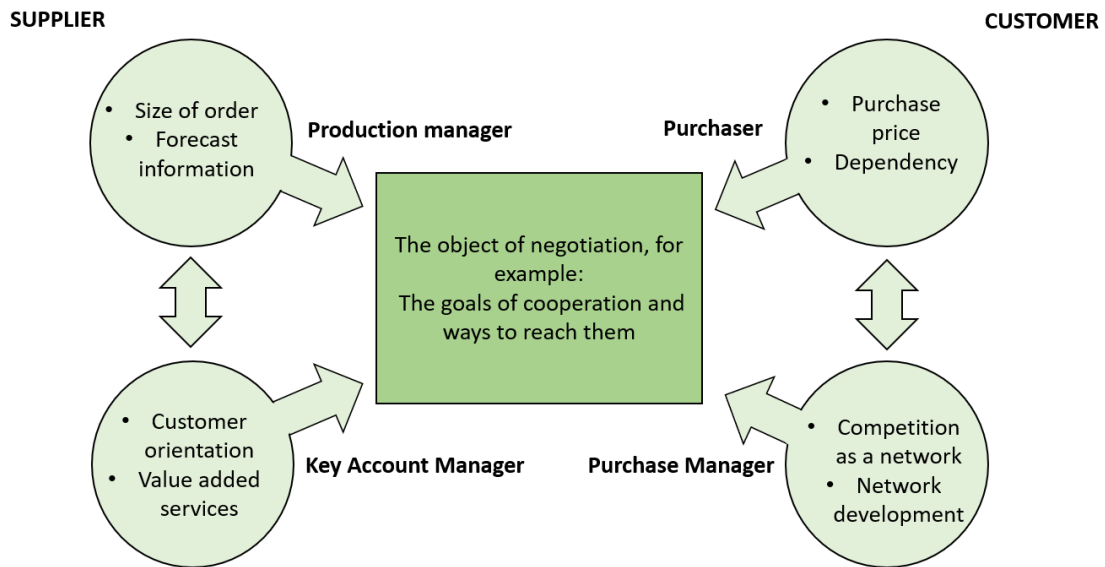 SUPPLIER
CUSTOMER
• Size of order
• Forecast
information
Production manager
Purchaser
• Purchase
price
• Dependency
The object of negotiation, for
example:
The goals of cooperation and
ways to reach them
• Customer
orientation
• Value added
services
Key Account Manager
Purchase Manager
• Competition
as a network
• Network
development